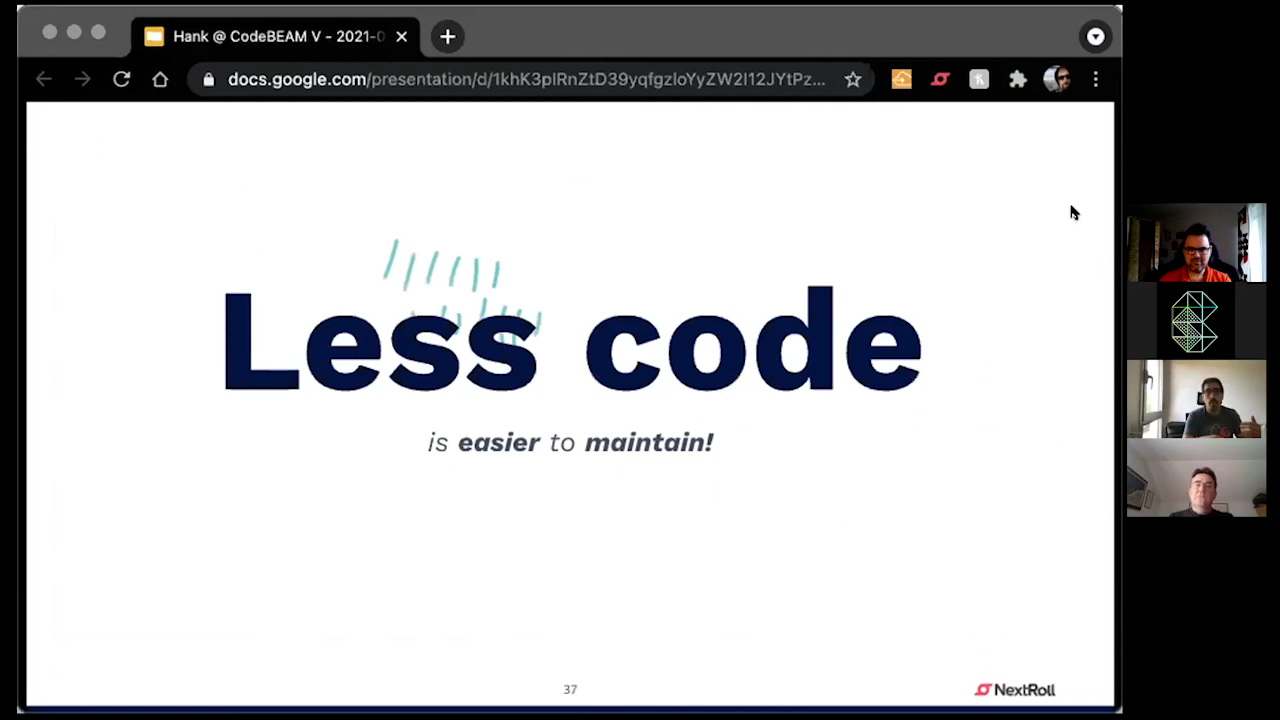 Hank @ CodeBEAM V - 2021-0
docs.google.com/presentation/d/1khK3plRnZtD39yqfgzloYyZW2l12JYtPz...
Less code
is easier to maintain!
37
NextRoll